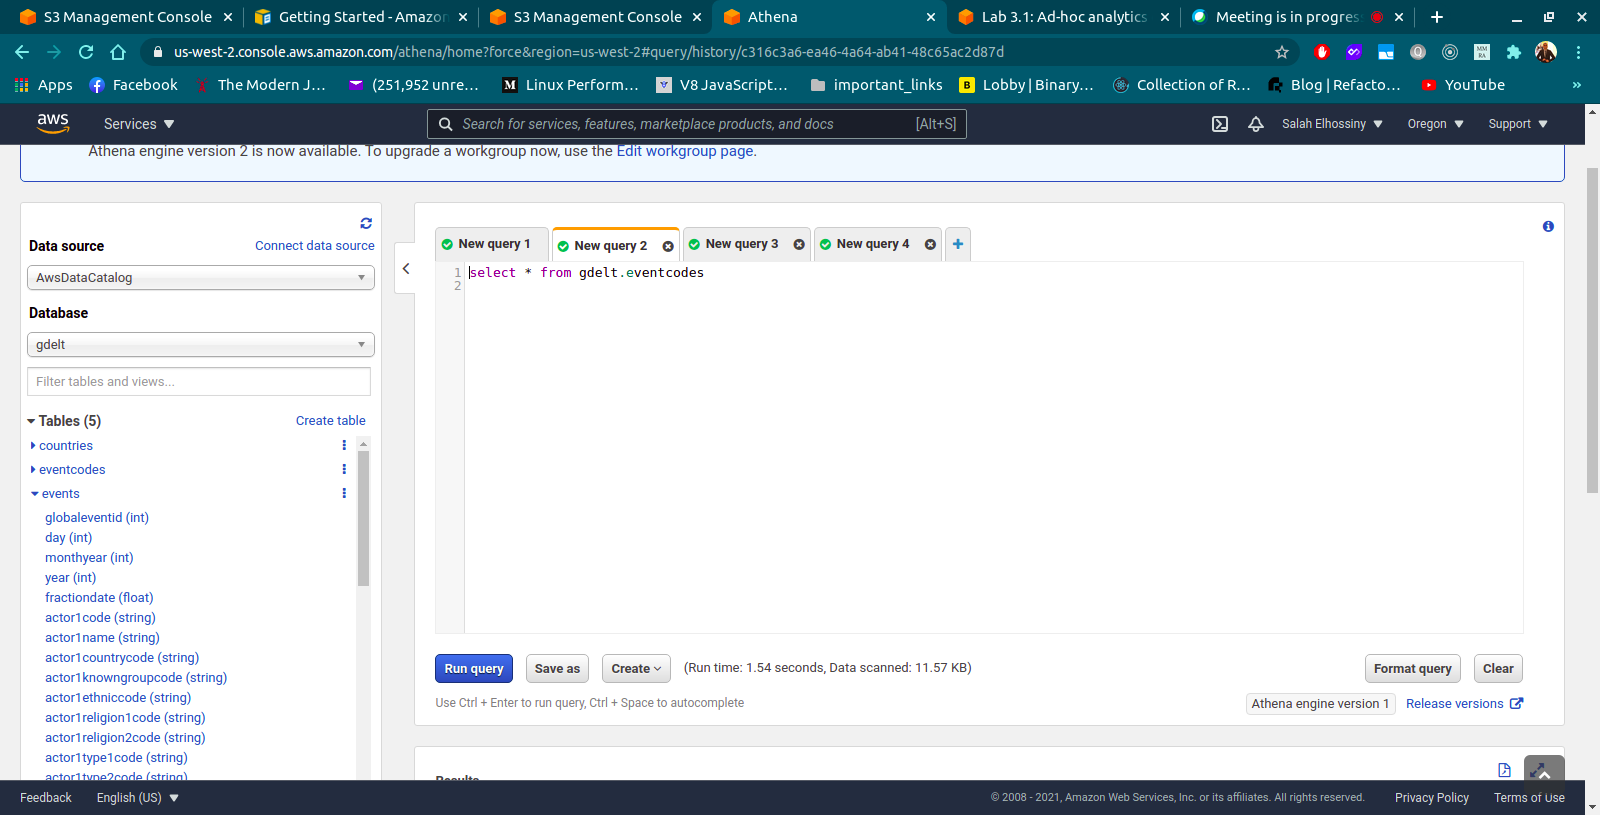 S3 Management Console
Getting Started - Amazon
S3 Management Console
Athena
Lab 3.1: Ad-hoc analytics
Meeting is in progres
us-west-2.console.aws.amazon.com/athena/home?force&region=us-west-2#query/history/c316c3a6-ea46-4a64-ab41-48c65ac2d87d
Apps
Facebook
The Modern J...
(251,952 unre...
Linux Perform...
V8 JavaScript...
important_links
Lobby | Binary...
Collection of R...
Blog | Refacto...
YouTube
»
aws
Services
Search for services, features, marketplace products, and docs
[Alt+S]
Salah Elhossiny
Oregon
Support
Athena engine version 2 is now available. To upgrade a workgroup now, use the Edit workgroup page.
Data source
Connect data source
AwsDataCatalog
Database
gdelt
Filter tables and views...
Tables (5)
Create table
countries
eventcodes
events
globaleventid (int)
day (int)
monthyear (int)
year (int)
fractiondate (float)
actor1code (string)
actor1name (string)
actor1countrycode (string)
actor1knowngroupcode (string)
actor1ethniccode (string)
actor1religion1code (string)
actor1religion2code (string)
actor1type1code (string)
actor1type2code (string)
New query 1
New query 2
New query 3
New query 4
1 select * from gdelt.eventcodes
2
Run query
Save as
Create
(Run time: 1.54 seconds, Data scanned: 11.57 KB)
Format query
Clear
Use Ctrl + Enter to run query, Ctrl + Space to autocomplete
Athena engine version 1
Release versions
Results
Feedback
English (US)
© 2008 - 2021, Amazon Web Services, Inc. or its affiliates. All rights reserved.
Privacy Policy
Terms of Use